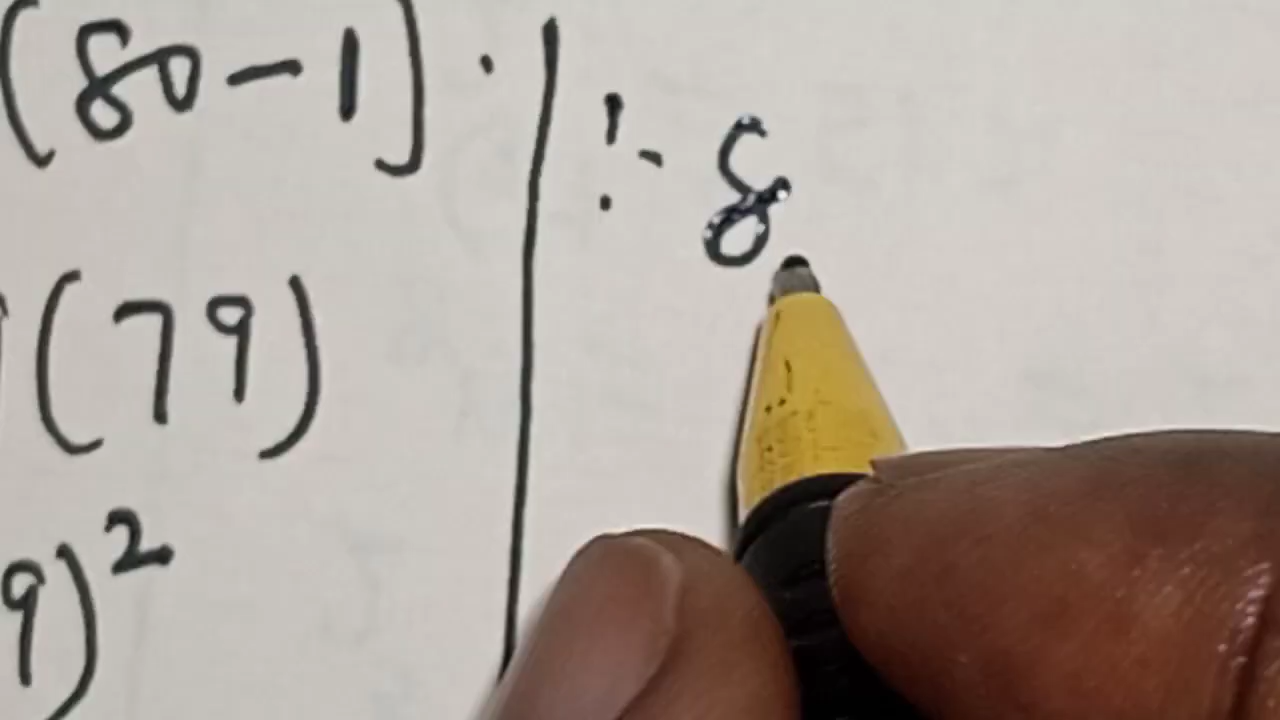 (80-1) .
(79)
9)²
∴ 8